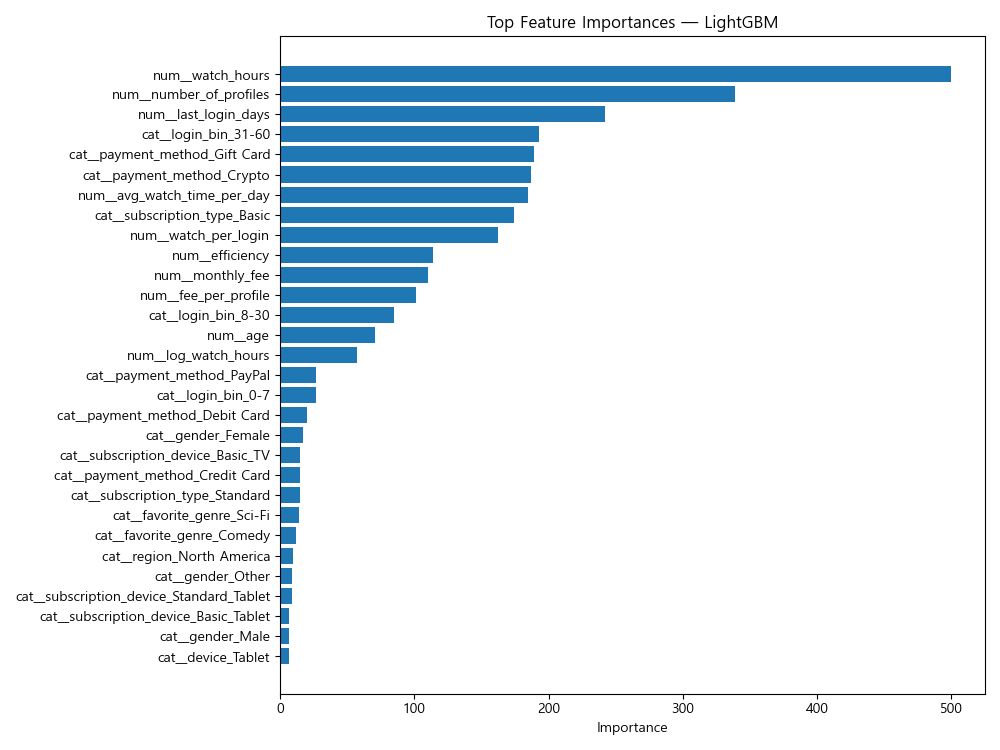 Top Feature Importances — LightGBM
num__watch_hours
num__number_of_profiles
num__last_login_days
cat__login_bin_31-60
cat__payment_method_Gift Card
cat__payment_method_Crypto
num__avg_watch_time_per_day
cat__subscription_type_Basic
num__watch_per_login
num__efficiency
num__monthly_fee
num__fee_per_profile
cat__login_bin_8-30
num__age
num__log_watch_hours
cat__payment_method_PayPal
cat__login_bin_0-7
cat__payment_method_Debit Card
cat__gender_Female
cat__subscription_device_Basic_TV
cat__payment_method_Credit Card
cat__subscription_type_Standard
cat__favorite_genre_Sci-Fi
cat__favorite_genre_Comedy
cat__region_North America
cat__gender_Other
cat__subscription_device_Standard_Tablet
cat__subscription_device_Basic_Tablet
cat__gender_Male
cat__device_Tablet
0 100 200 300 400 500
Importance